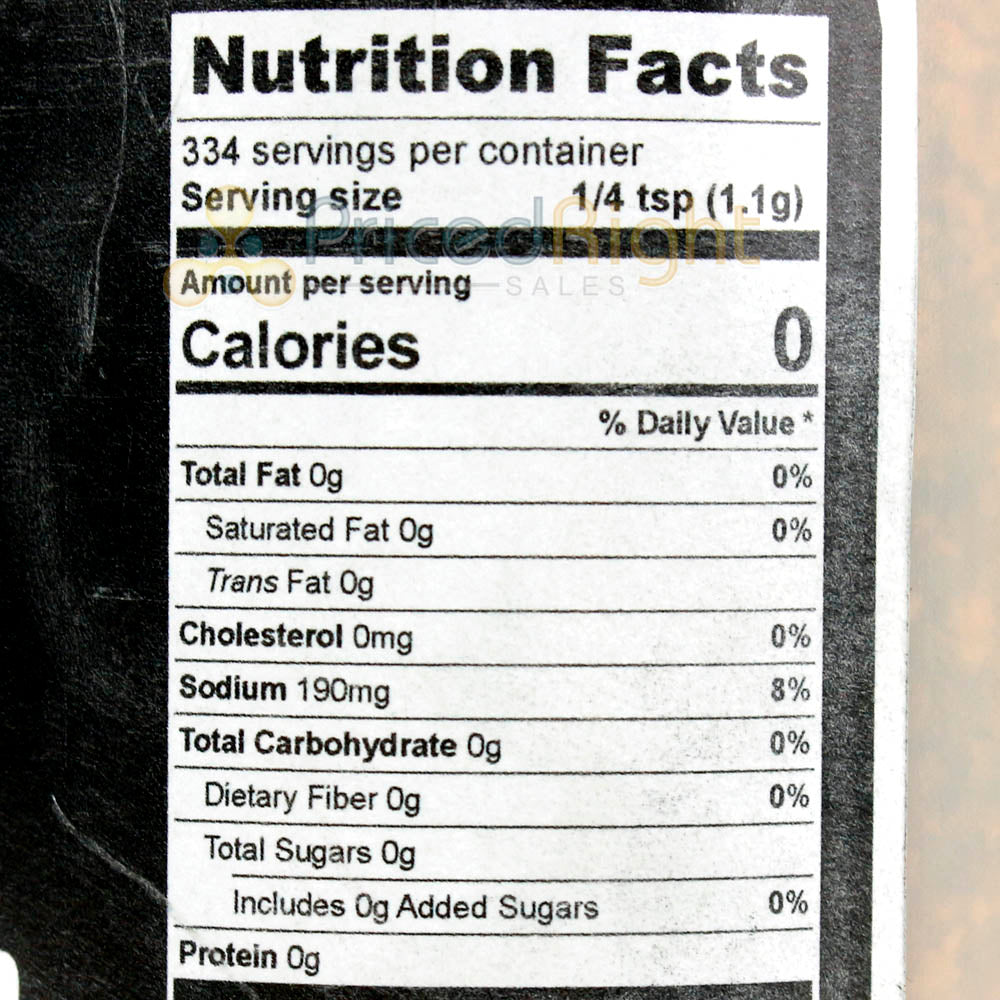 Nutrition Facts
334 servings per container
Serving size 1/4 tsp (1.1g)
PricedRight
SALES
Amount per serving
Calories 0
% Daily Value *
Total Fat 0g 0%
Saturated Fat 0g 0%
Trans Fat 0g
Cholesterol 0mg 0%
Sodium 190mg 8%
Total Carbohydrate 0g 0%
Dietary Fiber 0g 0%
Total Sugars 0g
Includes 0g Added Sugars 0%
Protein 0g